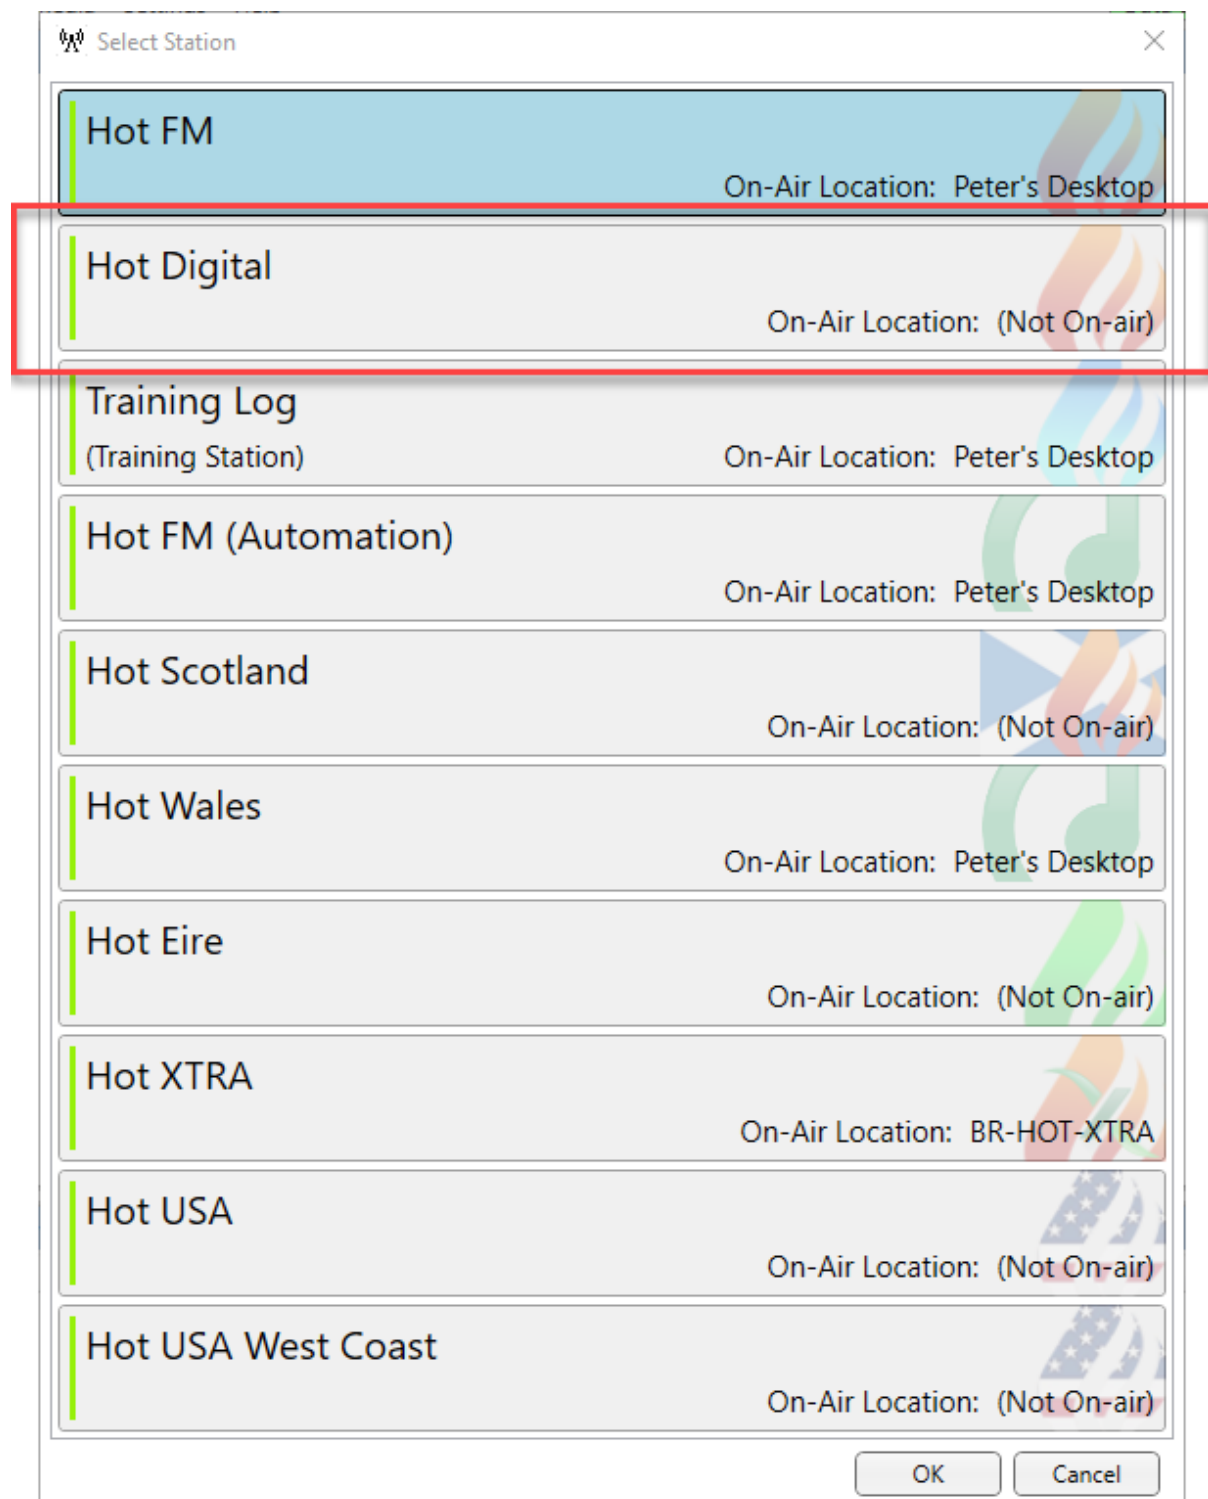 Select Station
Hot FM
On-Air Location: Peter's Desktop
Hot Digital
On-Air Location: (Not On-air)
Training Log
(Training Station)
On-Air Location: Peter's Desktop
Hot FM (Automation)
On-Air Location: Peter's Desktop
Hot Scotland
On-Air Location: (Not On-air)
Hot Wales
On-Air Location: Peter's Desktop
Hot Eire
On-Air Location: (Not On-air)
Hot XTRA
On-Air Location: BR-HOT-XTRA
Hot USA
On-Air Location: (Not On-air)
Hot USA West Coast
On-Air Location: (Not On-air)
OK
Cancel